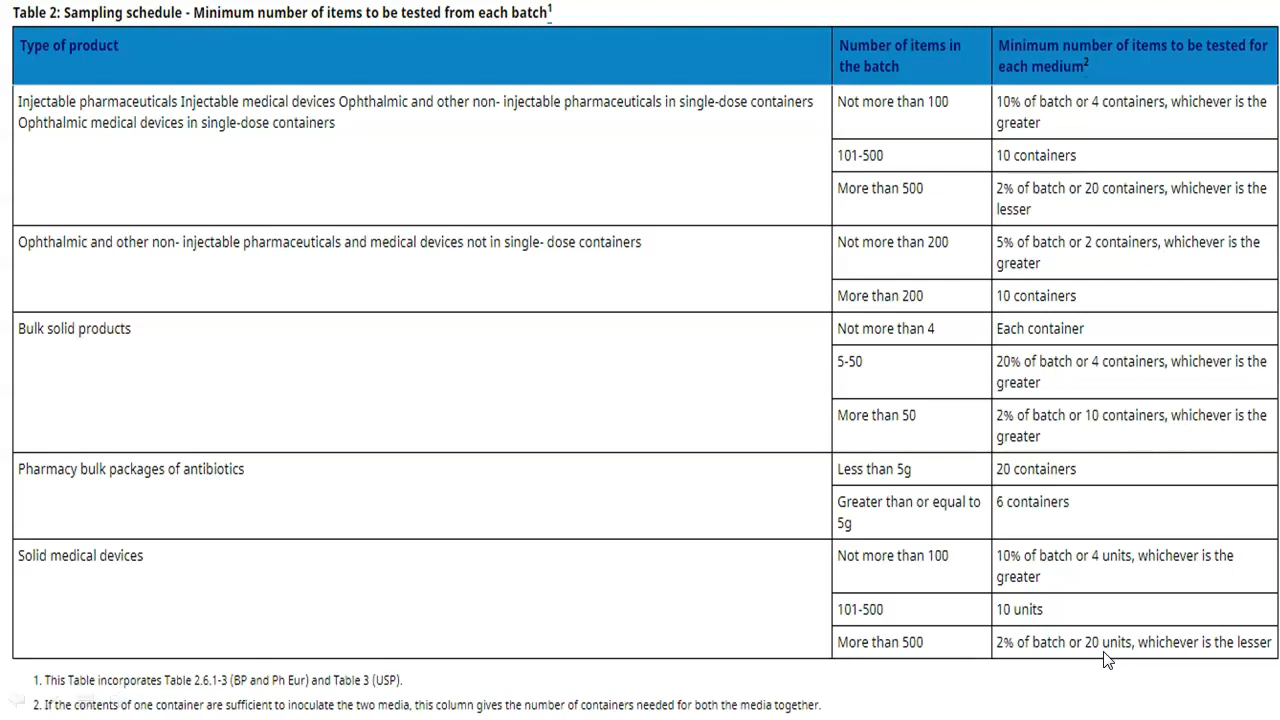 Table 2: Sampling schedule - Minimum number of items to be tested from each batch1
Type of product
Number of items in
the batch
Minimum number of items to be tested for
each medium2
Injectable pharmaceuticals Injectable medical devices Ophthalmic and other non- injectable pharmaceuticals in single-dose containers
Ophthalmic medical devices in single-dose containers
Not more than 100
10% of batch or 4 containers, whichever is the
greater
101-500
10 containers
More than 500
2% of batch or 20 containers, whichever is the
lesser
Ophthalmic and other non- injectable pharmaceuticals and medical devices not in single- dose containers
Not more than 200
5% of batch or 2 containers, whichever is the
greater
More than 200
10 containers
Bulk solid products
Not more than 4
Each container
5-50
20% of batch or 4 containers, whichever is the
greater
More than 50
2% of batch or 10 containers, whichever is the
greater
Pharmacy bulk packages of antibiotics
Less than 5g
20 containers
Greater than or equal to
5g
6 containers
Solid medical devices
Not more than 100
10% of batch or 4 units, whichever is the
greater
101-500
10 units
More than 500
2% of batch or 20 units, whichever is the lesser
1. This Table incorporates Table 2.6.1-3 (BP and Ph Eur) and Table 3 (USP).
2. If the contents of one container are sufficient to inoculate the two media, this column gives the number of containers needed for both the media together.